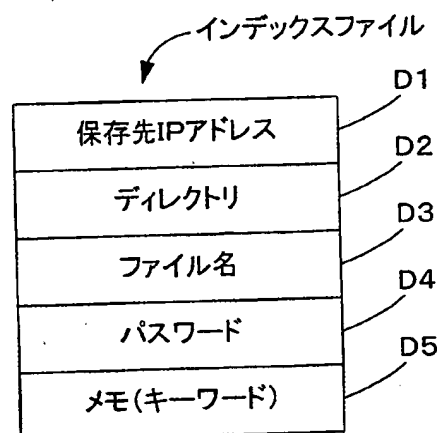 インデックスファイル
保存先IPアドレス
D1
ディレクトリ
D2
ファイル名
D3
パスワード
D4
メモ(キーワード)
D5